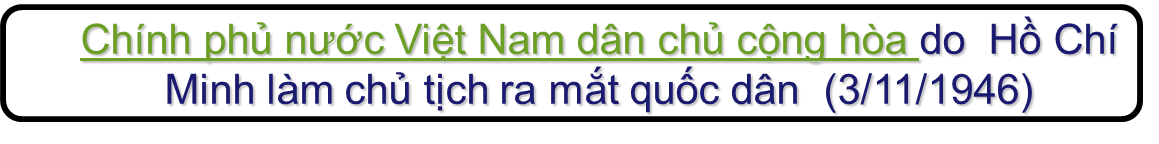 Chính phủ nước Việt Nam dân chủ cộng hòa do Hồ Chí
Minh làm chủ tịch ra mắt quốc dân (3/11/1946)